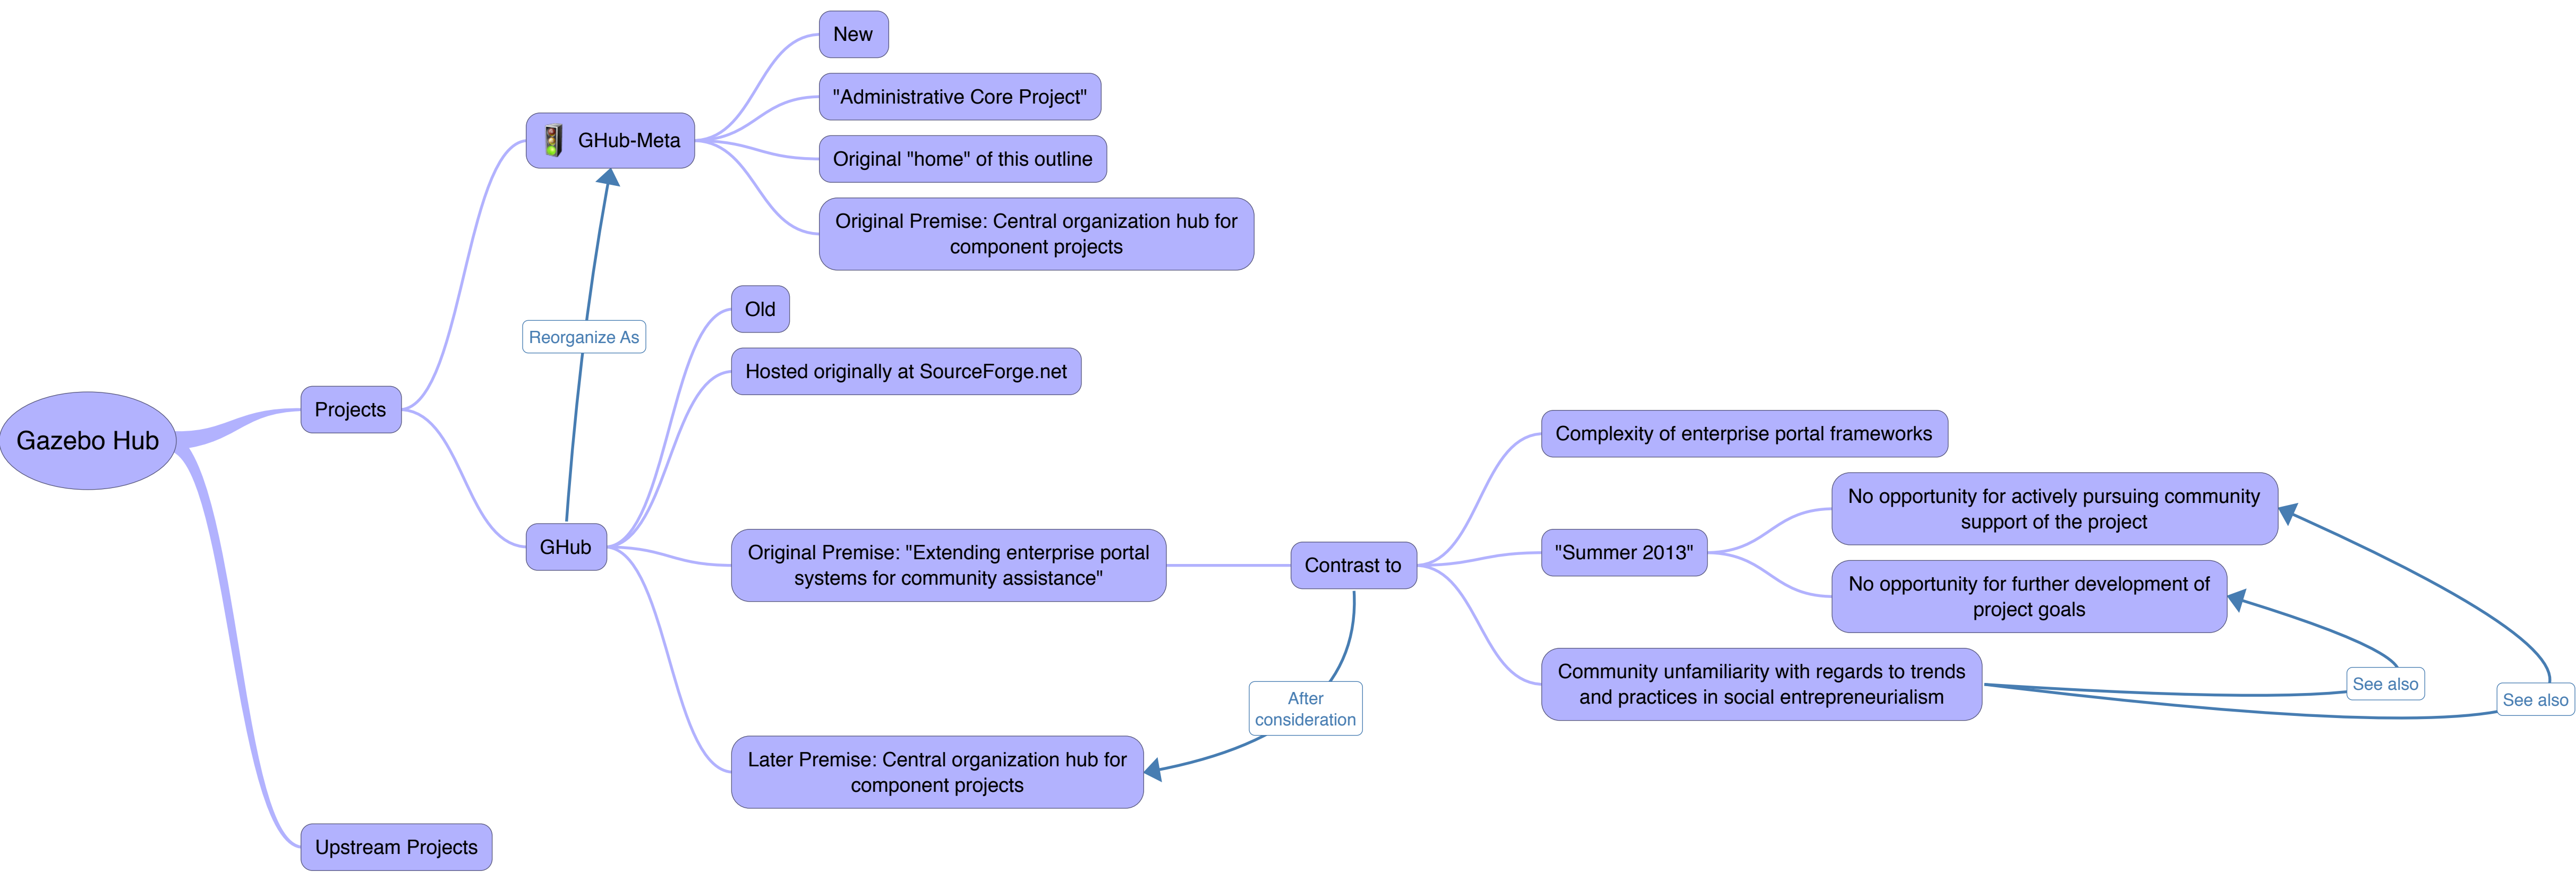 Gazebo Hub
Projects
GHub-Meta
New
"Administrative Core Project"
Original "home" of this outline
Original Premise: Central organization hub for
component projects
Reorganize As
GHub
Old
Hosted originally at SourceForge.net
Original Premise: "Extending enterprise portal
systems for community assistance"
Contrast to
Complexity of enterprise portal frameworks
"Summer 2013"
No opportunity for actively pursuing community
support of the project
No opportunity for further development of
project goals
Community unfamiliarity with regards to trends
and practices in social entrepreneurialism
See also
See also
After
consideration
Later Premise: Central organization hub for
component projects
Upstream Projects